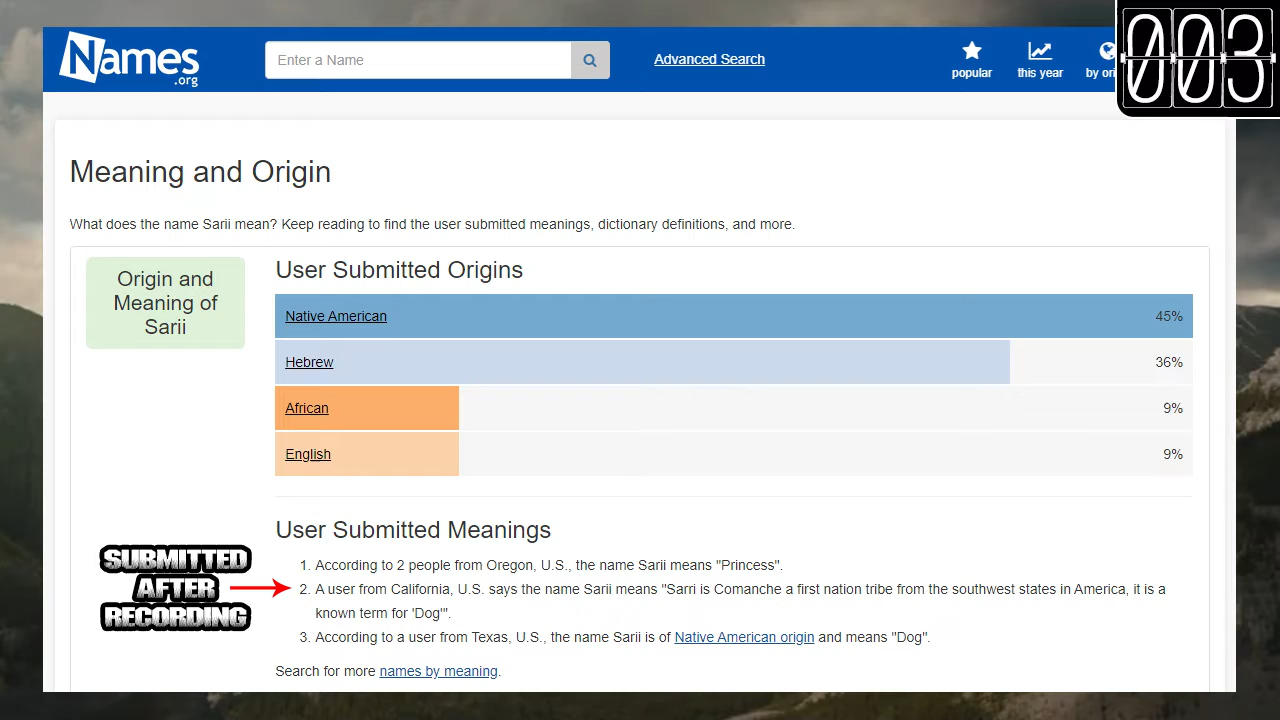 Names
.org
Enter a Name
Advanced Search
popular
this year
by ori
003
Meaning and Origin
What does the name Sarii mean? Keep reading to find the user submitted meanings, dictionary definitions, and more.
Origin and
Meaning of
Sarii
User Submitted Origins
Native American 45%
Hebrew 36%
African 9%
English 9%
User Submitted Meanings
1. According to 2 people from Oregon, U.S., the name Sarii means "Princess".
SUBMITTED
AFTER
RECORDING
2. A user from California, U.S. says the name Sarii means "Sarri is Comanche a first nation tribe from the southwest states in America, it is a
known term for 'Dog'".
3. According to a user from Texas, U.S., the name Sarii is of Native American origin and means "Dog".
Search for more names by meaning.